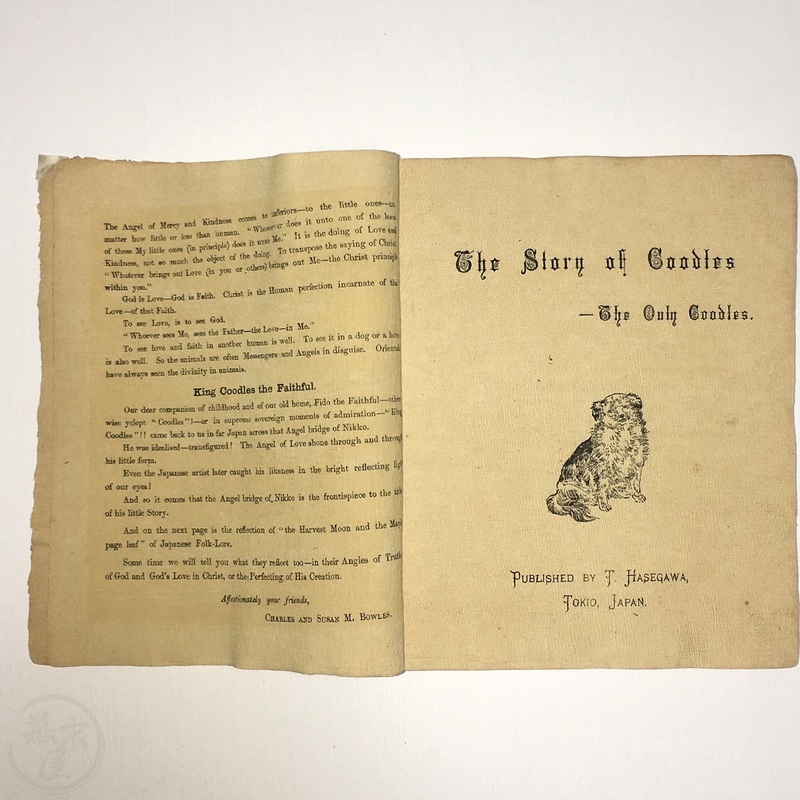 The Angel of Mercy and Kindness comes to inferiors—to the little ones—no
matter how little or less than human. "Whosoever does it unto one of the least
of these My little ones (in principle) does it unto Me." It is the doing of Love and
Kindness, not so much the object of the doing. To transpose the saying of Christ
"Whatever brings out Love (in you or others) brings out Me—the Christ principle
within you."
God is Love—God is Faith. Christ is the Human perfection incarnate of that
Love—of that Faith.
To see Love, is to see God.
"Whoever sees Me, sees the Father—the Love—in Me."
To see love and faith in another human is well. To see it in a dog or a
is also well. So the animals are often Messengers and Angels in disguise. Orientals
have always seen the divinity in animals.
King Coodles the Faithful.
Our dear companion of childhood and of our old home, Fido the Faithful—other-
wise yclept "Coodles"!—or in supreme sovereign moments of admiration—"King
Coodles"!! came back to us in far Japan across that Angel bridge of Nikko.
He was idealised—transfigured! The Angel of Love shone through and through
his little form.
Even the Japanese artist later caught his likeness in the bright reflecting light
of our eyes!
And so it comes that the Angel bridge of, Nikko is the frontispiece to the
of his little Story.
And on the next page is the reflection of "the Harvest Moon and the
page leaf" of Japanese Folk-Lore.
Some time we will tell you what they reflect too—in their Angles of Truth
of God and God's Love in Christ, or the Perfecting of His Creation.
Affectionately your friends,
CHARLES AND SUSAN M. BOWLES.
The Story of Coodles
—The Only Coodles.
PUBLISHED BY T. HASEGAWA,
TOKIO, JAPAN.
幕末屋